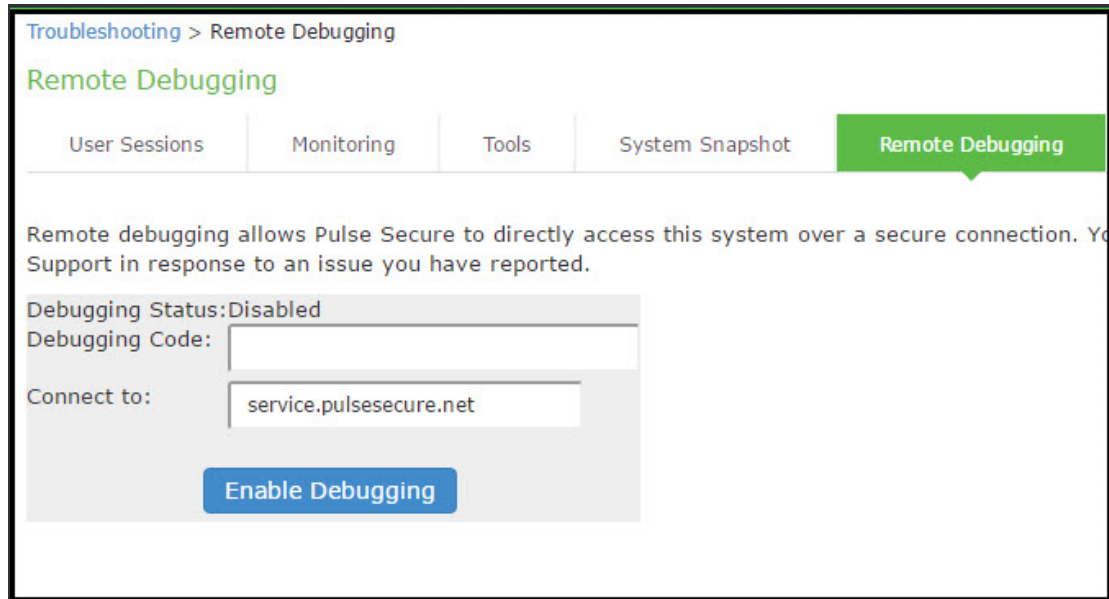 Troubleshooting > Remote Debugging
Remote Debugging
User Sessions Monitoring Tools System Snapshot Remote Debugging
Remote debugging allows Pulse Secure to directly access this system over a secure connection.
Support in response to an issue you have reported.
Debugging Status:Disabled
Debugging Code:
Connect to: service.pulsesecure.net
Enable Debugging